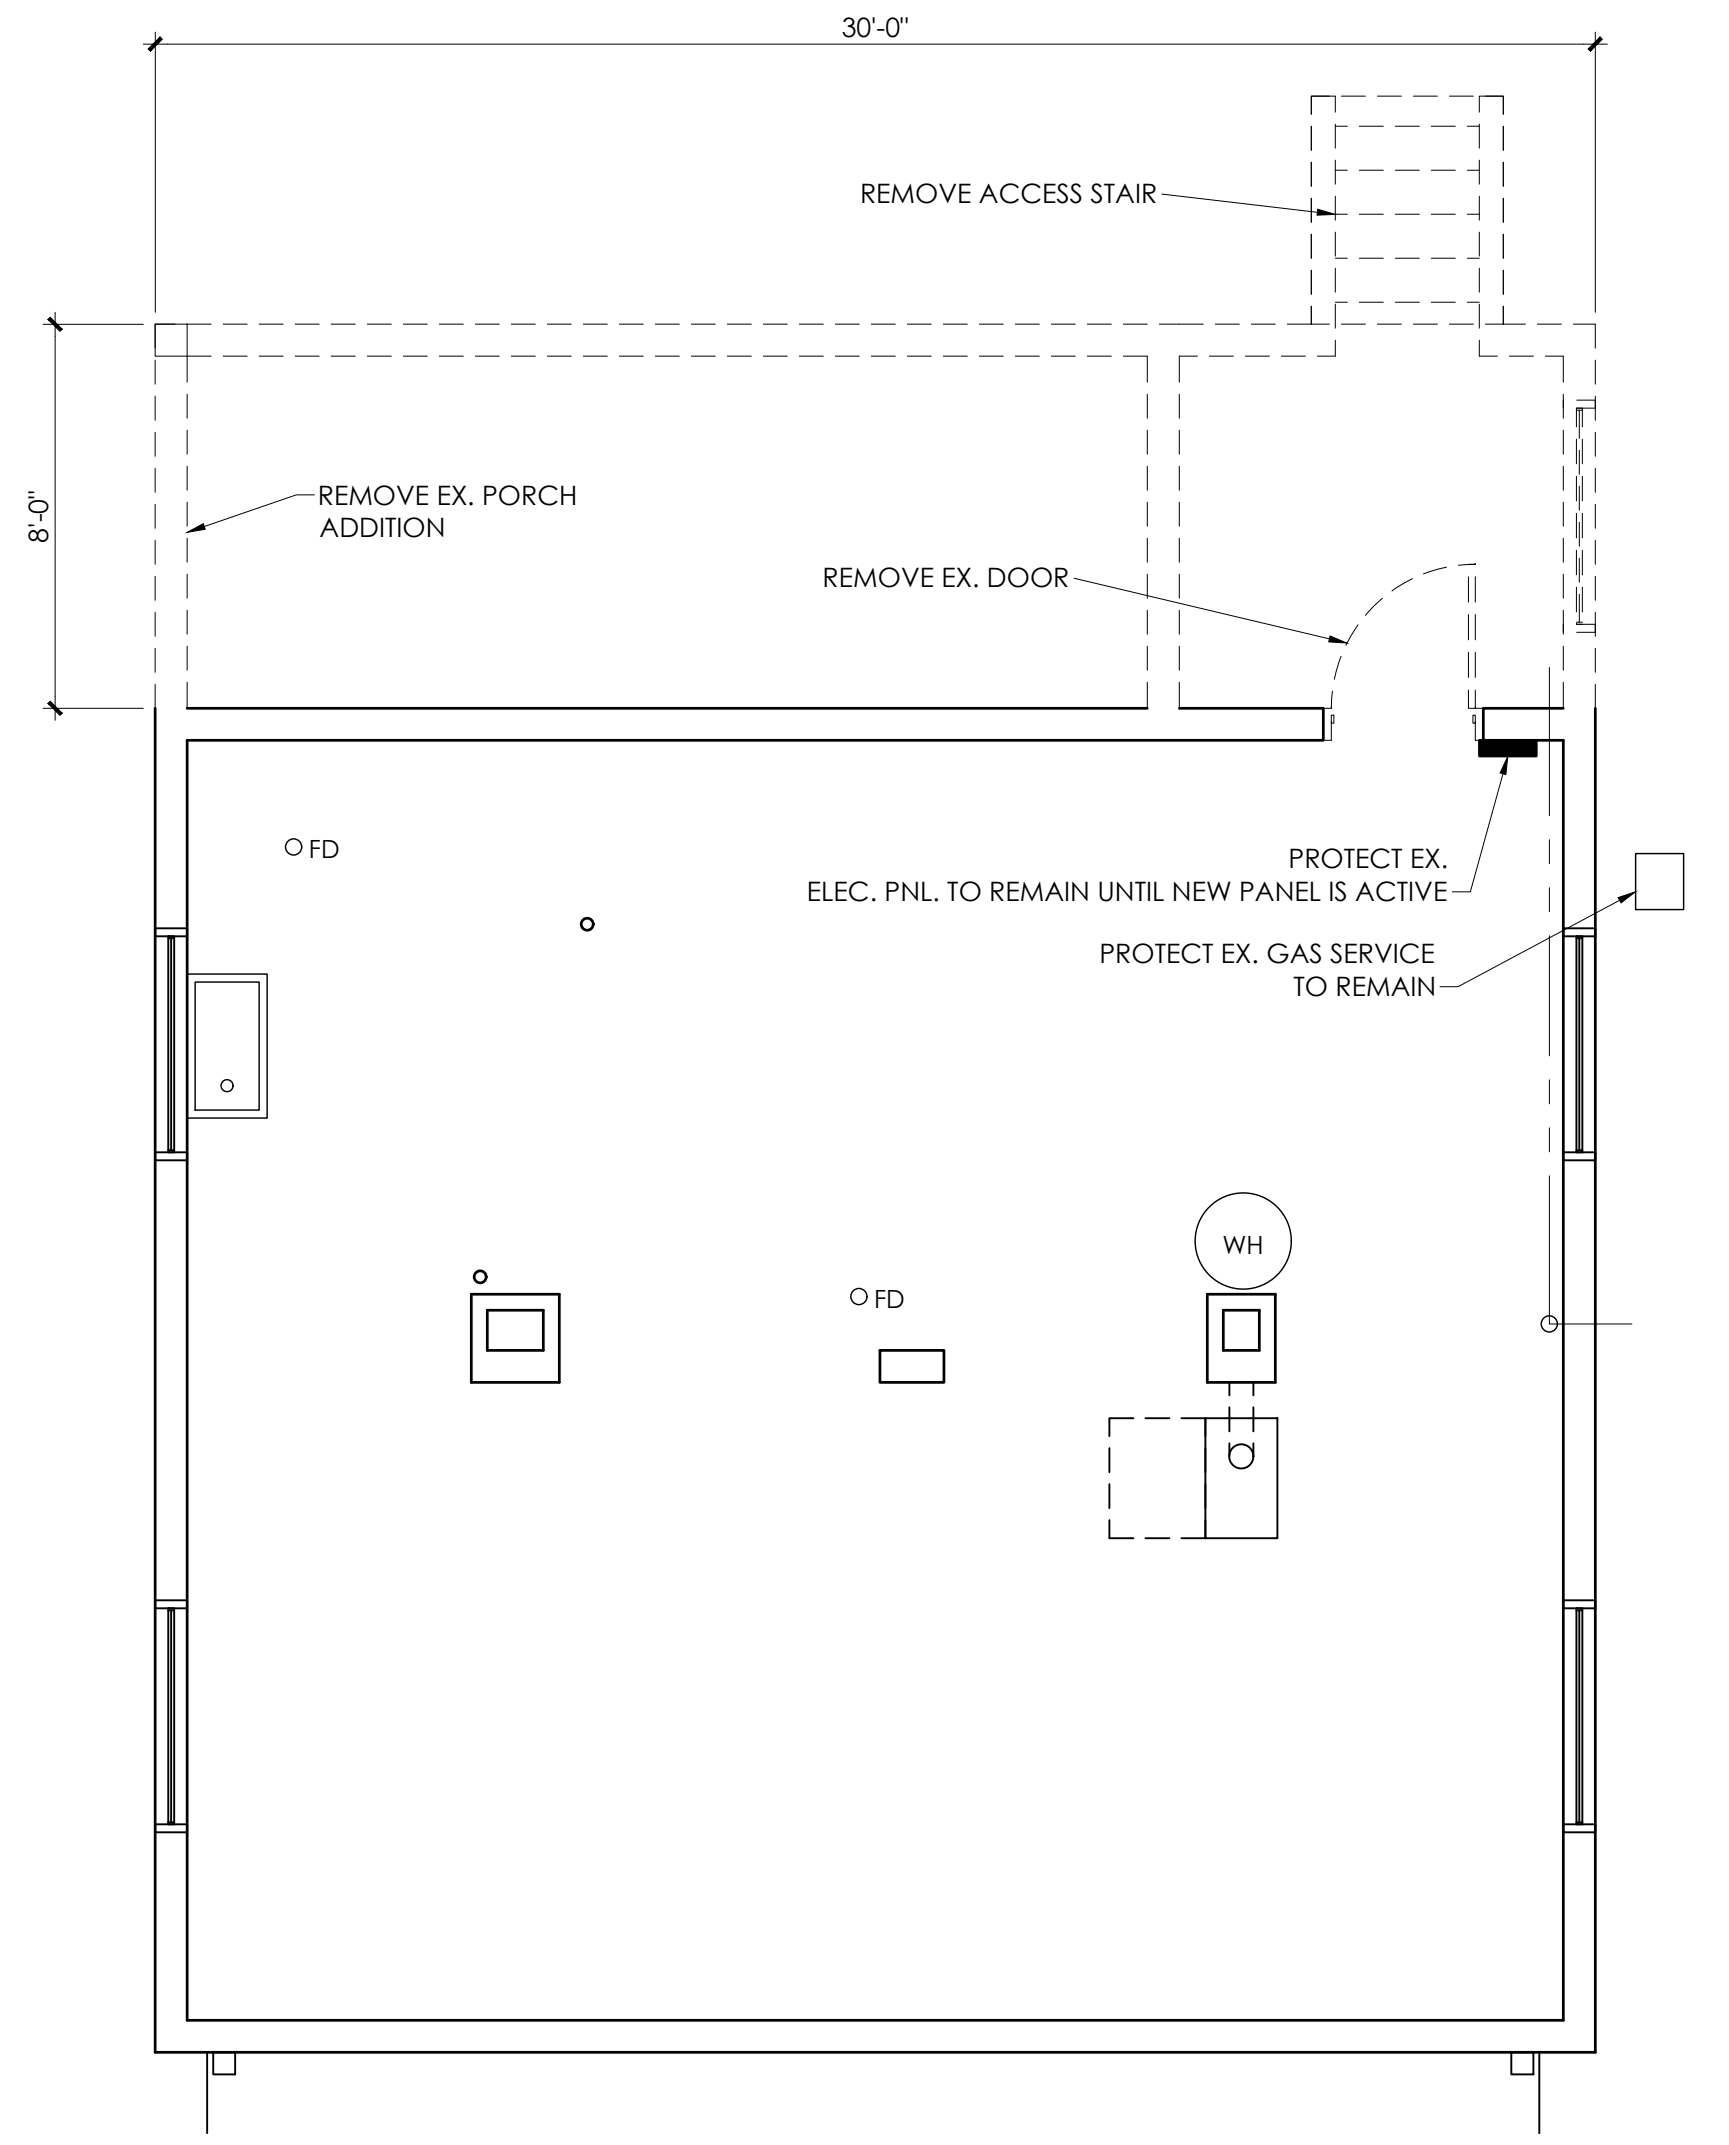 30'-0"
REMOVE ACCESS STAIR
8'-0"
REMOVE EX. PORCH
ADDITION
REMOVE EX. DOOR
FD
PROTECT EX.
ELEC. PNL. TO REMAIN UNTIL NEW PANEL IS ACTIVE
PROTECT EX. GAS SERVICE
TO REMAIN
WH
FD